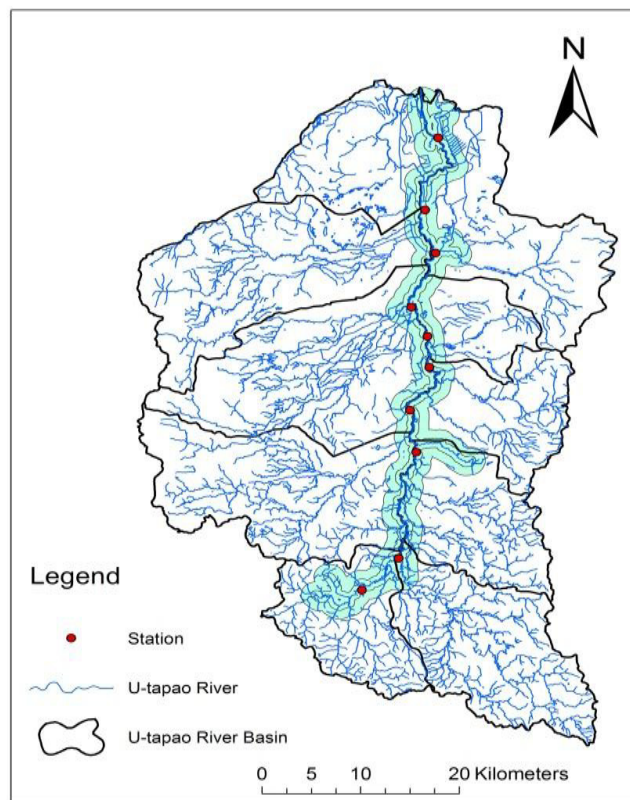 N
Legend
Station
U-tapao River
U-tapao River Basin
0 5 10 20 Kilometers